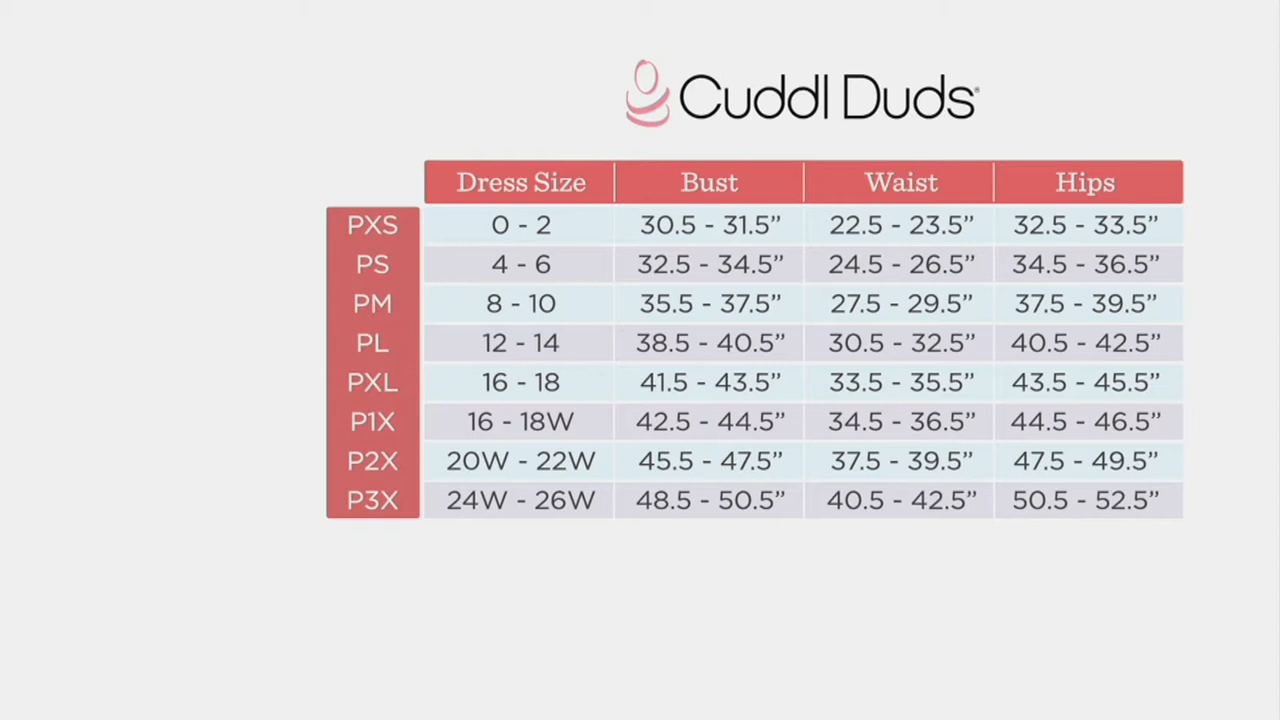 Cuddl Duds®
Dress Size Bust Waist Hips
PXS 0 - 2 30.5 - 31.5” 22.5 - 23.5” 32.5 - 33.5”
PS 4 - 6 32.5 - 34.5” 24.5 - 26.5” 34.5 - 36.5”
PM 8 - 10 35.5 - 37.5” 27.5 - 29.5” 37.5 - 39.5”
PL 12 - 14 38.5 - 40.5” 30.5 - 32.5” 40.5 - 42.5”
PXL 16 - 18 41.5 - 43.5” 33.5 - 35.5” 43.5 - 45.5”
P1X 16 - 18W 42.5 - 44.5” 34.5 - 36.5” 44.5 - 46.5”
P2X 20W - 22W 45.5 - 47.5” 37.5 - 39.5” 47.5 - 49.5”
P3X 24W - 26W 48.5 - 50.5” 40.5 - 42.5” 50.5 - 52.5”